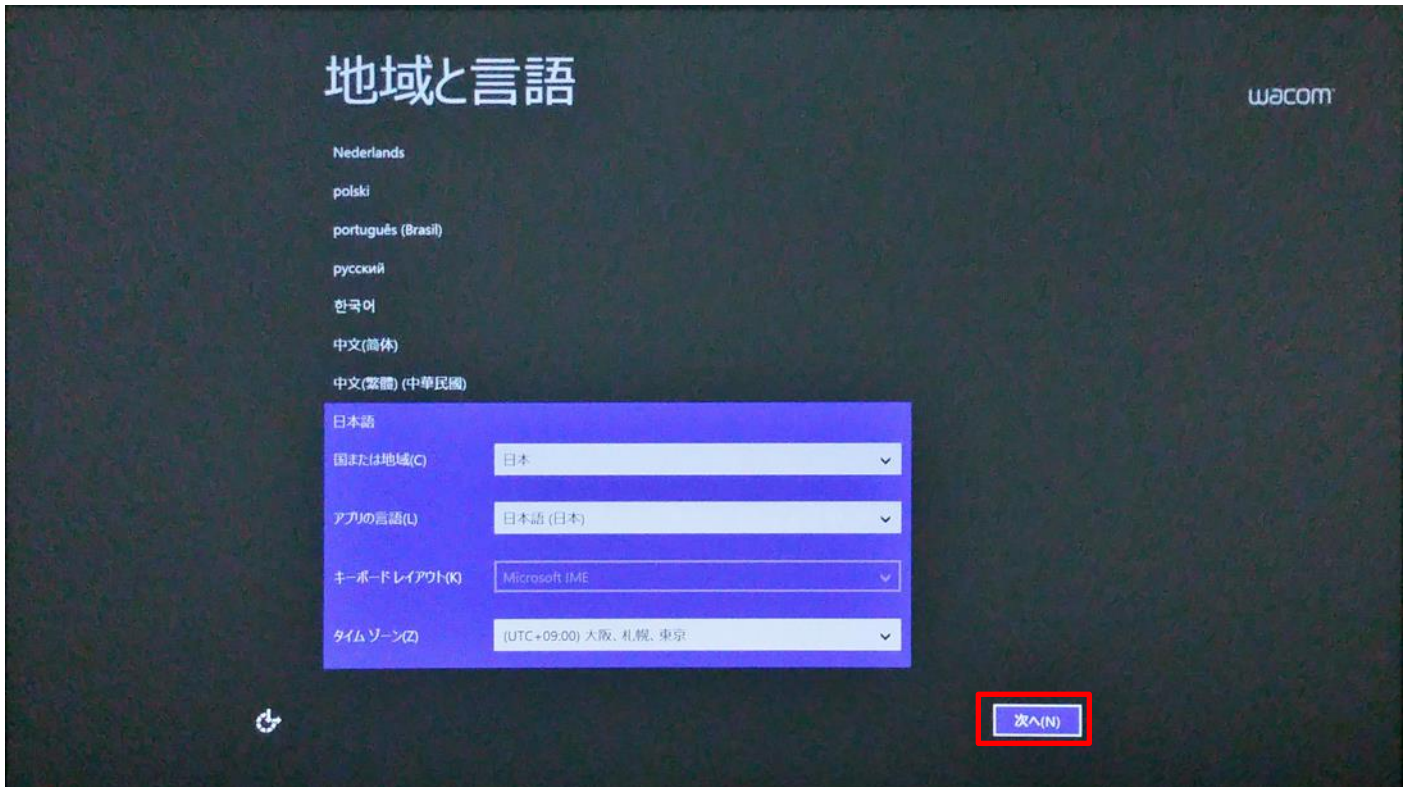 地域と言語
wacom
Nederlands
polski
português (Brasil)
русский
한국어
中文(简体)
中文(繁體) (中華民國)
日本語
国または地域(C) 日本
アプリの言語(L) 日本語 (日本)
キーボード レイアウト(K) Microsoft IME
タイム ゾーン(Z) (UTC+09:00) 大阪、札幌、東京
次へ(N)